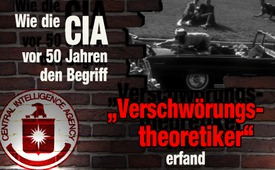 Wie die
CIA
vor 50 Jahren
den Begriff
„Verschwörungs-
theoretiker“
erfand
CENTRAL INTELLIGENCE AGENCY